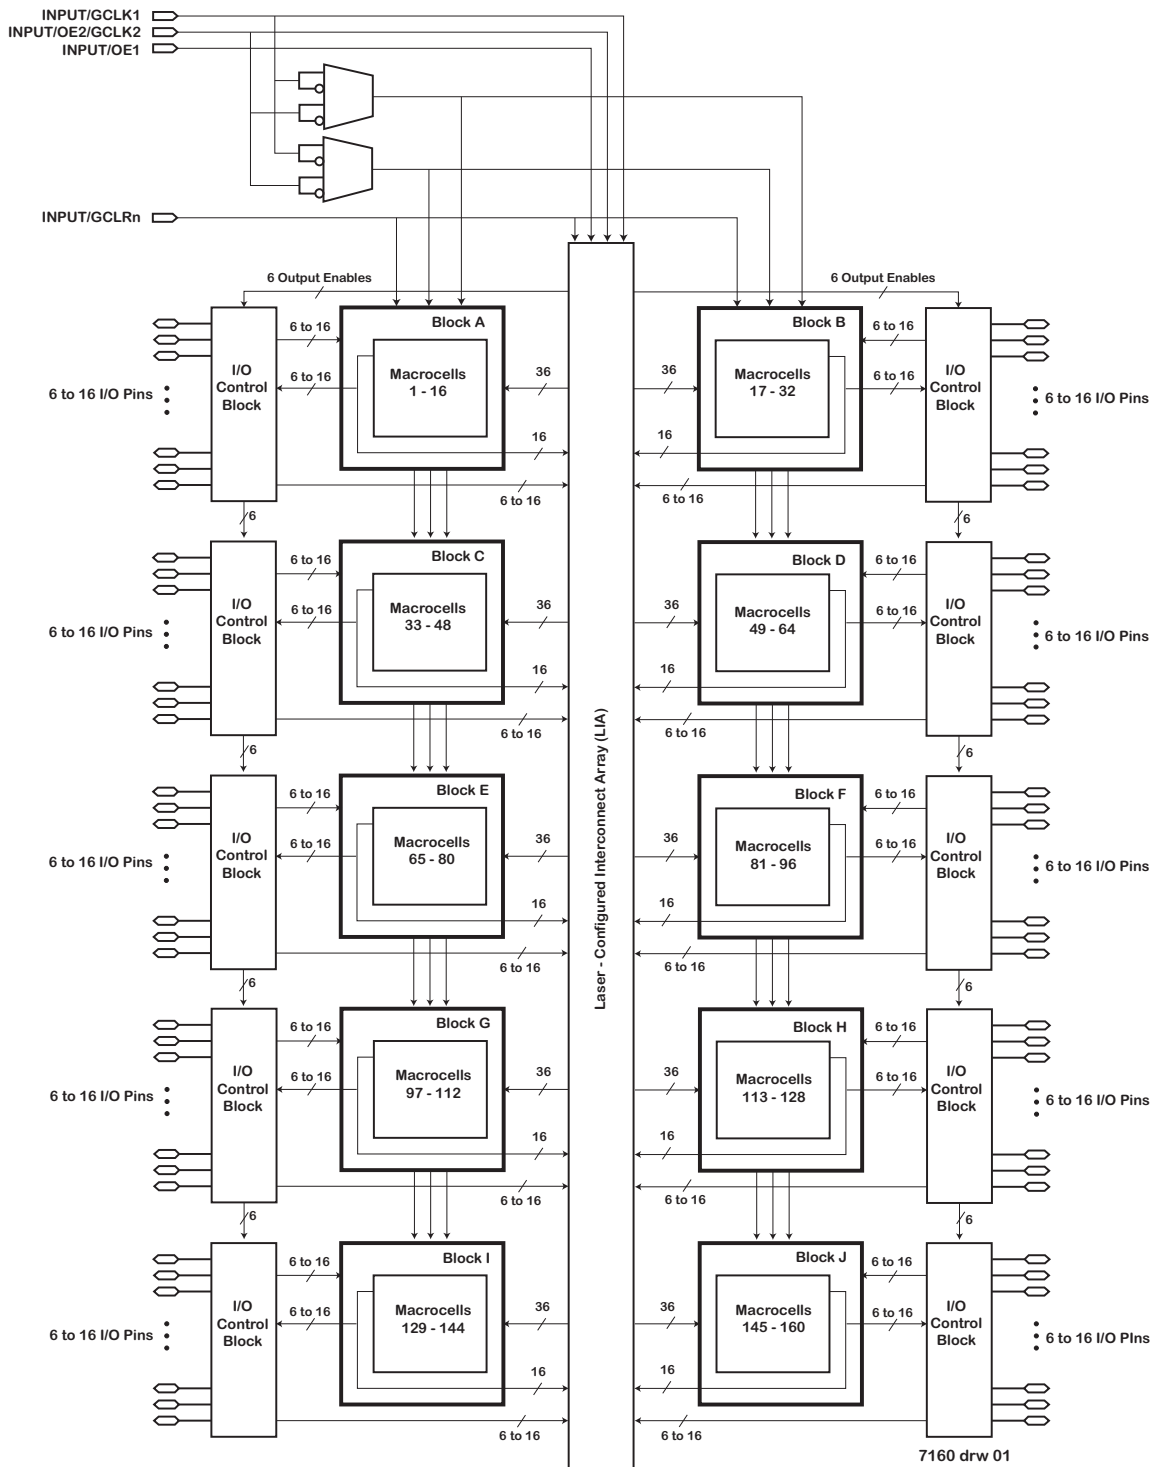 INPUT/GCLK1
INPUT/OE2/GCLK2
INPUT/OE1
INPUT/GCLRn
6 Output Enables
6 Output Enables
Laser - Configured Interconnect Array (LIA)
6 to 16 I/O Pins
I/O
Control
Block
6 to 16
6 to 16
Block A
Macrocells
1 - 16
36
16
6 to 16
36
16
6 to 16
Block B
Macrocells
17 - 32
6 to 16
6 to 16
I/O
Control
Block
6 to 16 I/O Pins
6
6
6 to 16 I/O Pins
I/O
Control
Block
6 to 16
6 to 16
Block C
Macrocells
33 - 48
36
16
6 to 16
36
16
6 to 16
Block D
Macrocells
49 - 64
6 to 16
6 to 16
I/O
Control
Block
6 to 16 I/O Pins
6
6
6 to 16 I/O Pins
I/O
Control
Block
6 to 16
6 to 16
Block E
Macrocells
65 - 80
36
16
6 to 16
36
16
6 to 16
Block F
Macrocells
81 - 96
6 to 16
6 to 16
I/O
Control
Block
6 to 16 I/O Pins
6
6
6 to 16 I/O Pins
I/O
Control
Block
6 to 16
6 to 16
Block G
Macrocells
97 - 112
36
16
6 to 16
36
16
6 to 16
Block H
Macrocells
113 - 128
6 to 16
6 to 16
I/O
Control
Block
6 to 16 I/O Pins
6
6
6 to 16 I/O Pins
I/O
Control
Block
6 to 16
6 to 16
Block I
Macrocells
129 - 144
36
16
6 to 16
36
16
6 to 16
Block J
Macrocells
145 - 160
6 to 16
6 to 16
I/O
Control
Block
6 to 16 I/O PIns
7160 drw 01